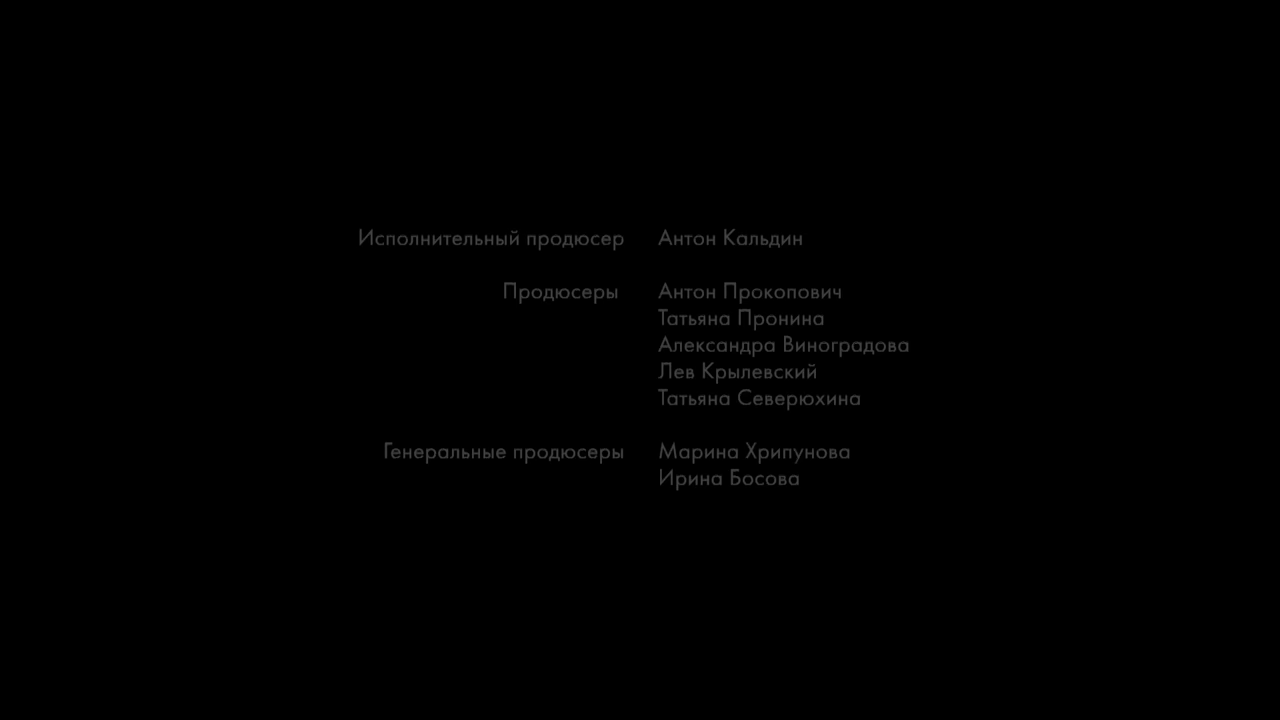 Исполнительный продюсер Антон Кальдин
Продюсеры Антон Прокопович
Татьяна Пронина
Александра Виноградова
Лев Крылевский
Татьяна Северюхина
Генеральные продюсеры Марина Хрипунова
Ирина Босова